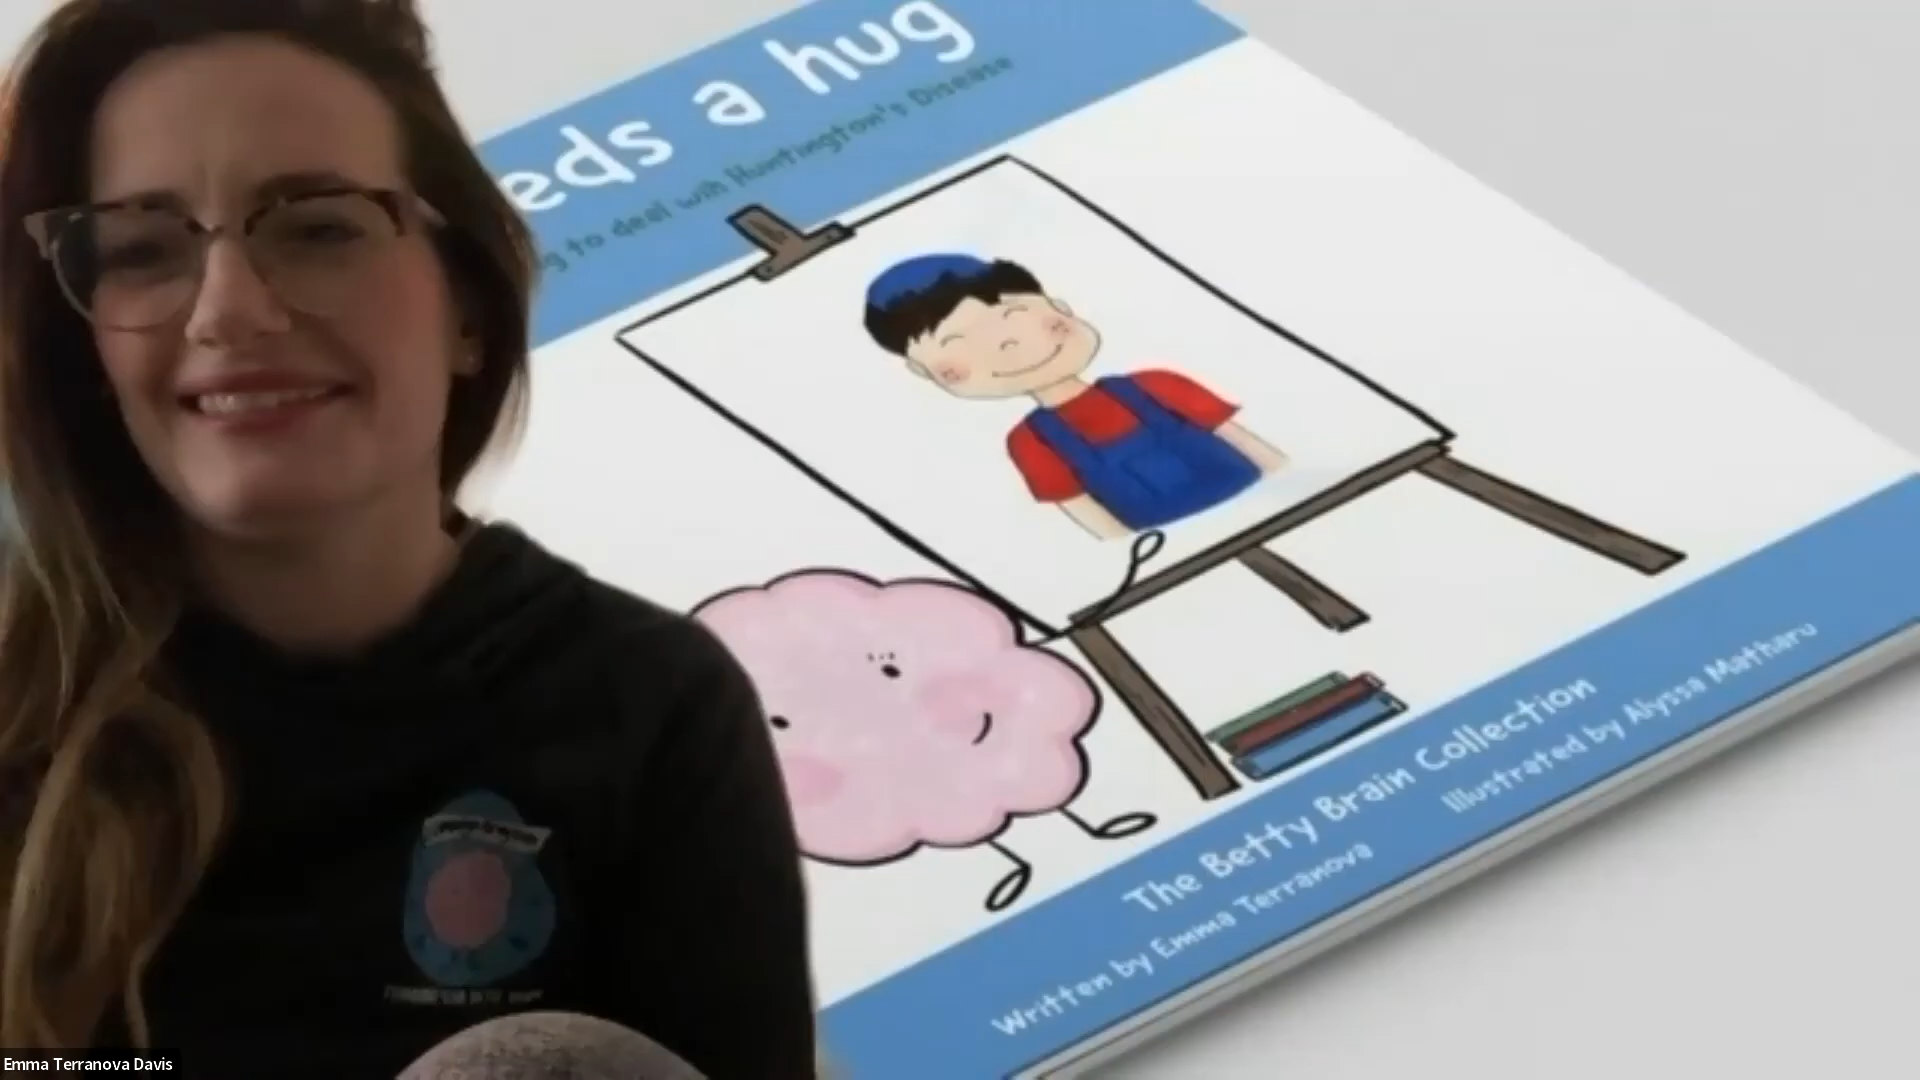 eds a hug
g to deal wih Huntington's Disease
The Betty Brain Collection
Written by Emma Terranova
Illustrated by Alyssa Matharu
Emma Terranova Davis